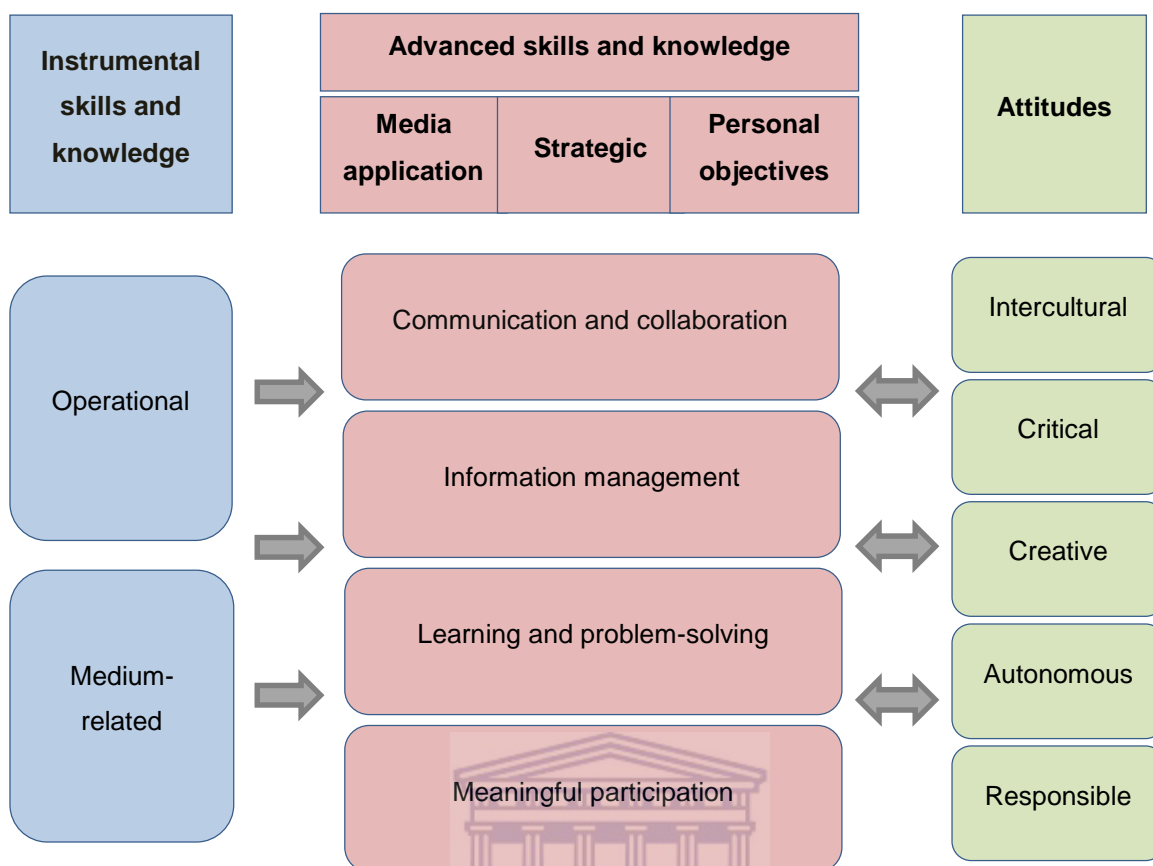 Instrumental
skills and
knowledge
Advanced skills and knowledge
Media
application
Strategic
Personal
objectives
Attitudes
Operational
Medium-
related
Communication and collaboration
Information management
Learning and problem-solving
Meaningful participation
Intercultural
Critical
Creative
Autonomous
Responsible